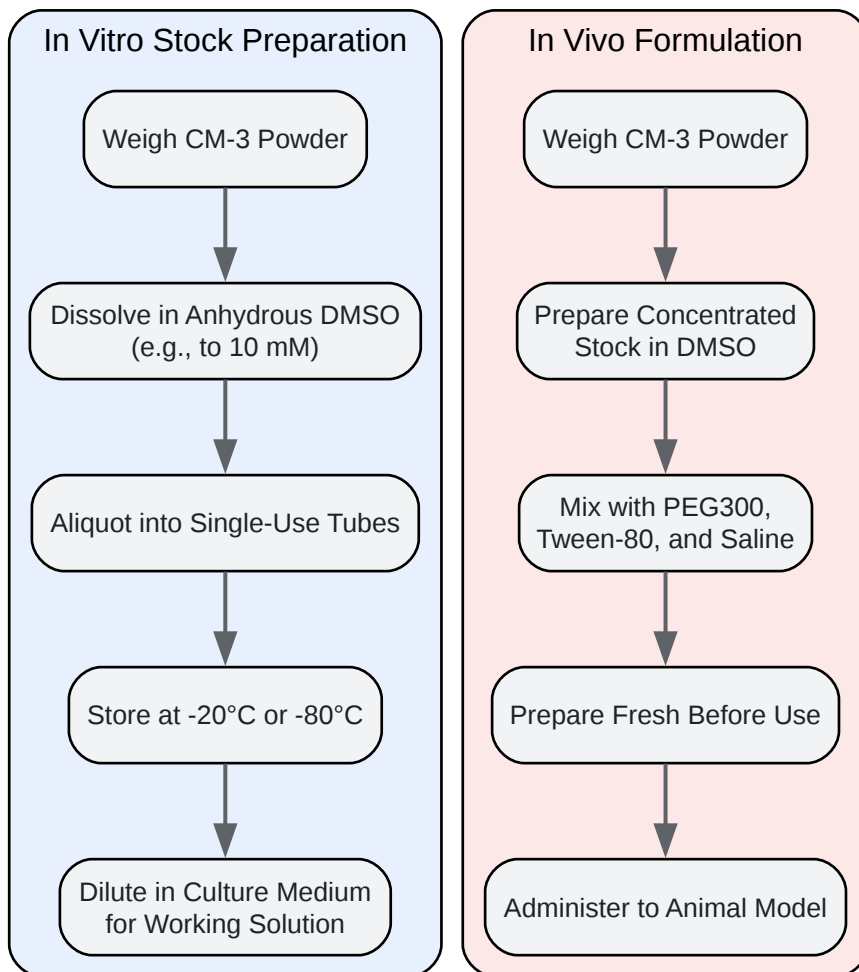 In Vitro Stock Preparation
Weigh CM-3 Powder
Dissolve in Anhydrous DMSO
(e.g., to 10 mM)
Aliquot into Single-Use Tubes
Store at -20°C or -80°C
Dilute in Culture Medium
for Working Solution
In Vivo Formulation
Weigh CM-3 Powder
Prepare Concentrated
Stock in DMSO
Mix with PEG300,
Tween-80, and Saline
Prepare Fresh Before Use
Administer to Animal Model